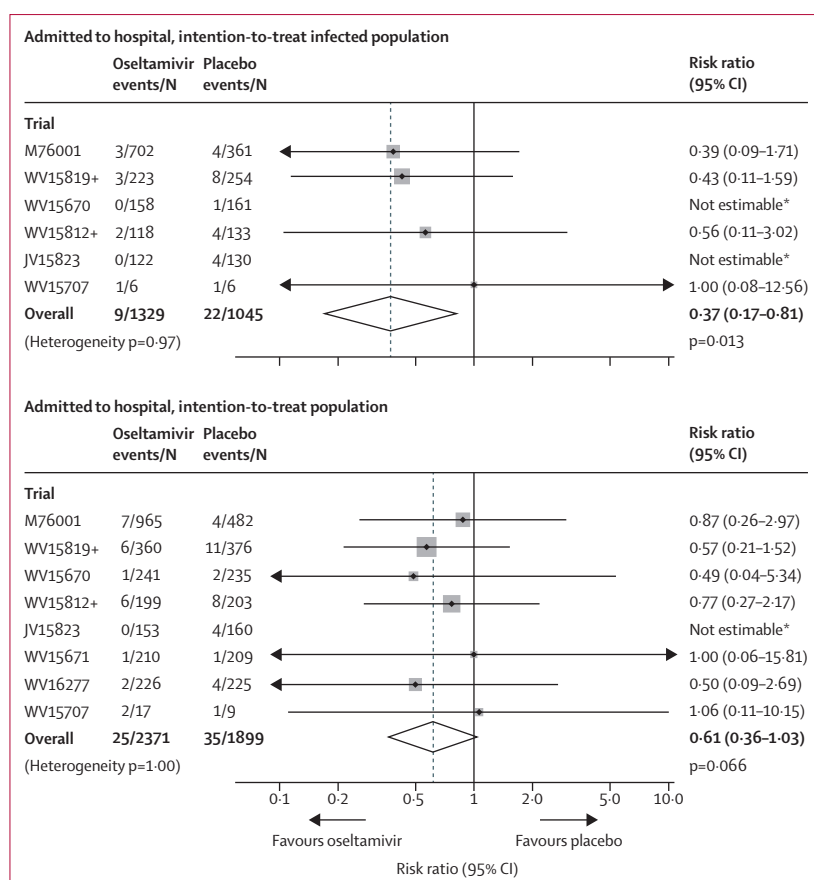 Admitted to hospital, intention-to-treat infected population
Oseltamivir Placebo Risk ratio
events/N events/N (95% CI)
Trial
M76001 3/702 4/361 0·39 (0·09–1·71)
WV15819+ 3/223 8/254 0·43 (0·11–1·59)
WV15670 0/158 1/161 Not estimable*
WV15812+ 2/118 4/133 0·56 (0·11–3·02)
JV15823 0/122 4/130 Not estimable*
WV15707 1/6 1/6 1·00 (0·08–12·56)
Overall 9/1329 22/1045 0·37 (0·17–0·81)
(Heterogeneity p=0·97) p=0·013
Admitted to hospital, intention-to-treat population
Oseltamivir Placebo Risk ratio
events/N events/N (95% CI)
Trial
M76001 7/965 4/482 0·87 (0·26–2·97)
WV15819+ 6/360 11/376 0·57 (0·21–1·52)
WV15670 1/241 2/235 0·49 (0·04–5·34)
WV15812+ 6/199 8/203 0·77 (0·27–2·17)
JV15823 0/153 4/160 Not estimable*
WV15671 1/210 1/209 1·00 (0·06–15·81)
WV16277 2/226 4/225 0·50 (0·09–2·69)
WV15707 2/17 1/9 1·06 (0·11–10·15)
Overall 25/2371 35/1899 0·61 (0·36–1·03)
(Heterogeneity p=1·00) p=0·066
0·1 0·2 0·5 1 2·0 5·0 10·0
Favours oseltamivir Favours placebo
Risk ratio (95% CI)